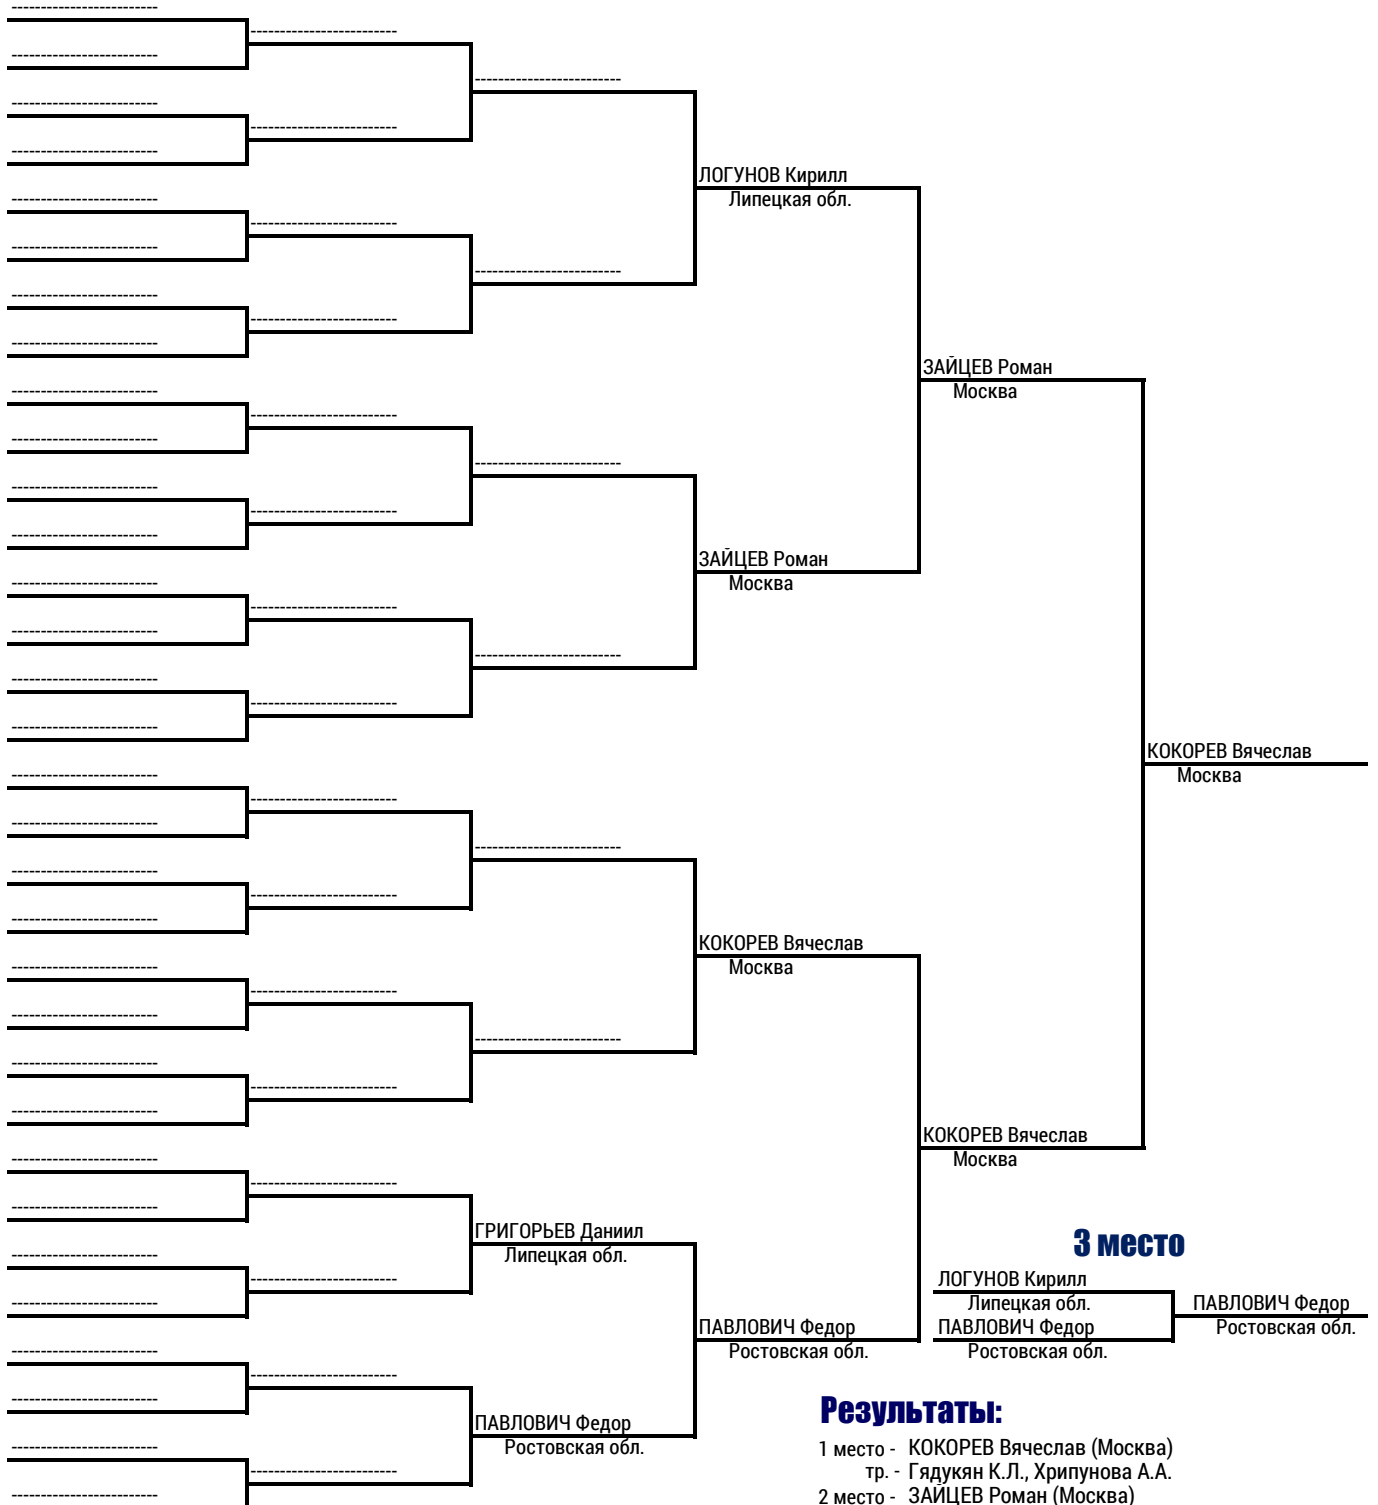 ЛОГУНОВ Кирилл
Липецкая обл.
ЗАЙЦЕВ Роман
Москва
ЗАЙЦЕВ Роман
Москва
КОКОРЕВ Вячеслав
Москва
КОКОРЕВ Вячеслав
Москва
КОКОРЕВ Вячеслав
Москва
ГРИГОРЬЕВ Даниил
Липецкая обл.
ПАВЛОВИЧ Федор
Ростовская обл.
ПАВЛОВИЧ Федор
Ростовская обл.
3 место
ЛОГУНОВ Кирилл
Липецкая обл.
ПАВЛОВИЧ Федор
Ростовская обл.
ПАВЛОВИЧ Федор
Ростовская обл.
Результаты:
1 место - КОКОРЕВ Вячеслав (Москва)
тр. - Гядукян К.Л., Хрипунова А.А.
2 место - ЗАЙЦЕВ Роман (Москва)